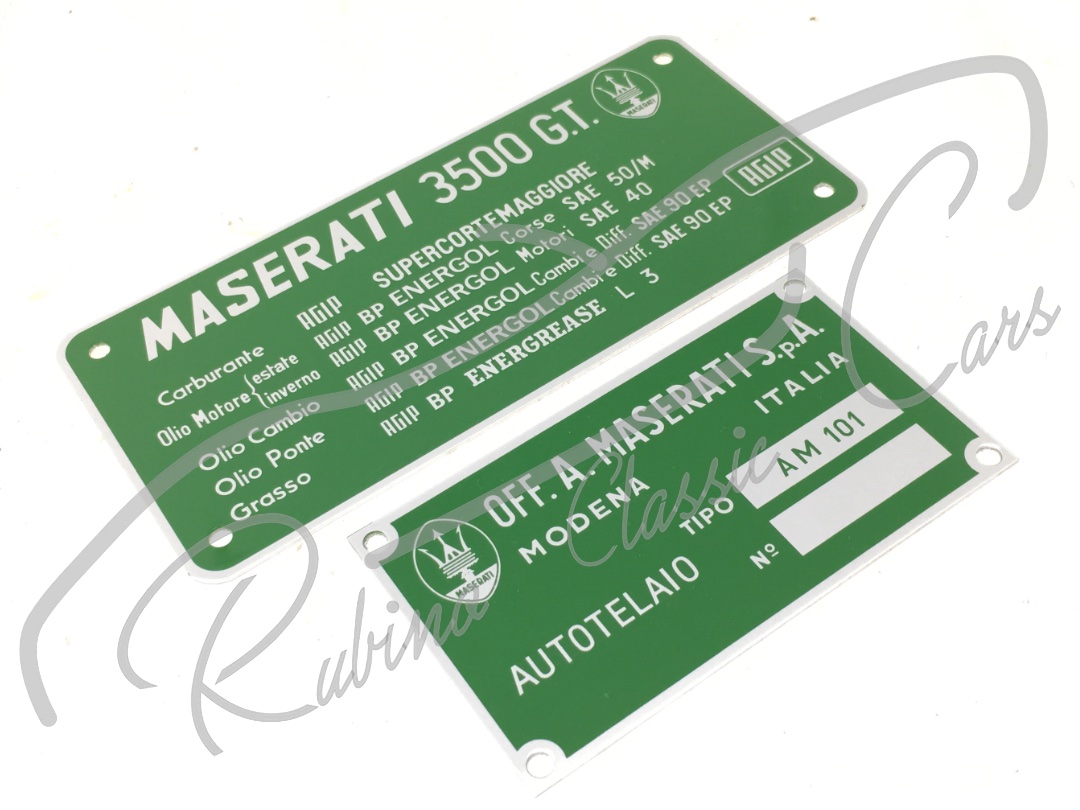 MASERATI 3500 G.T.
MASERATI
Carburante AGIP SUPERCORTEMAGGIORE
Olio Motore { estate AGIP BP ENERGOL Corse SAE 50/M
inverno AGIP BP ENERGOL Motori SAE 40
Olio Cambio AGIP BP ENERGOL Cambi e Diff. SAE 90 EP
Olio Ponte AGIP BP ENERGOL Cambi e Diff. SAE 90 EP
Grasso AGIP BP ENERGREASE L 3
AGIP
MASERATI
OFF. A. MASERATI S.p.A.
MODENA ITALIA
TIPO AM 101
AUTOTELAIO
Nº
Rubino Classic Cars